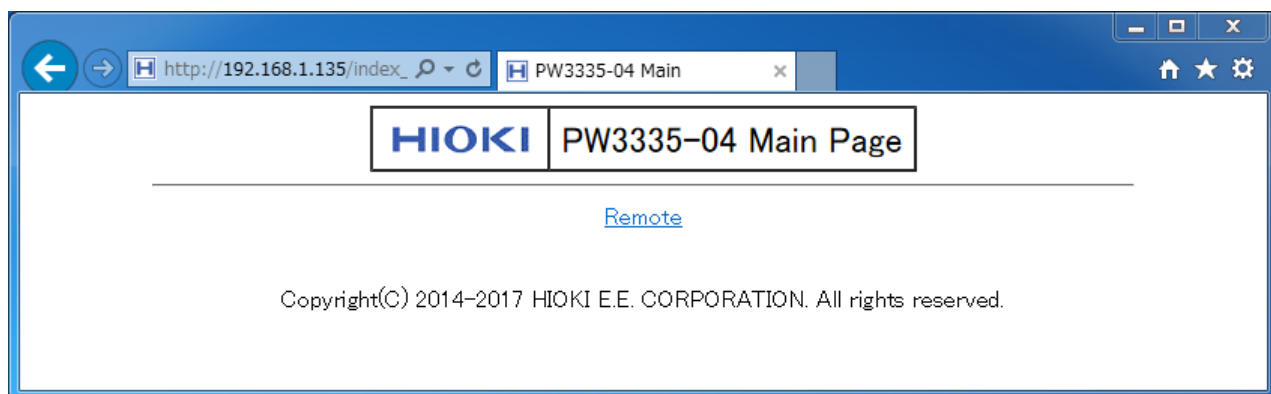 http://192.168.1.135/index_
PW3335-04 Main
HIOKI PW3335-04 Main Page
Remote
Copyright(C) 2014-2017 HIOKI E.E. CORPORATION. All rights reserved.